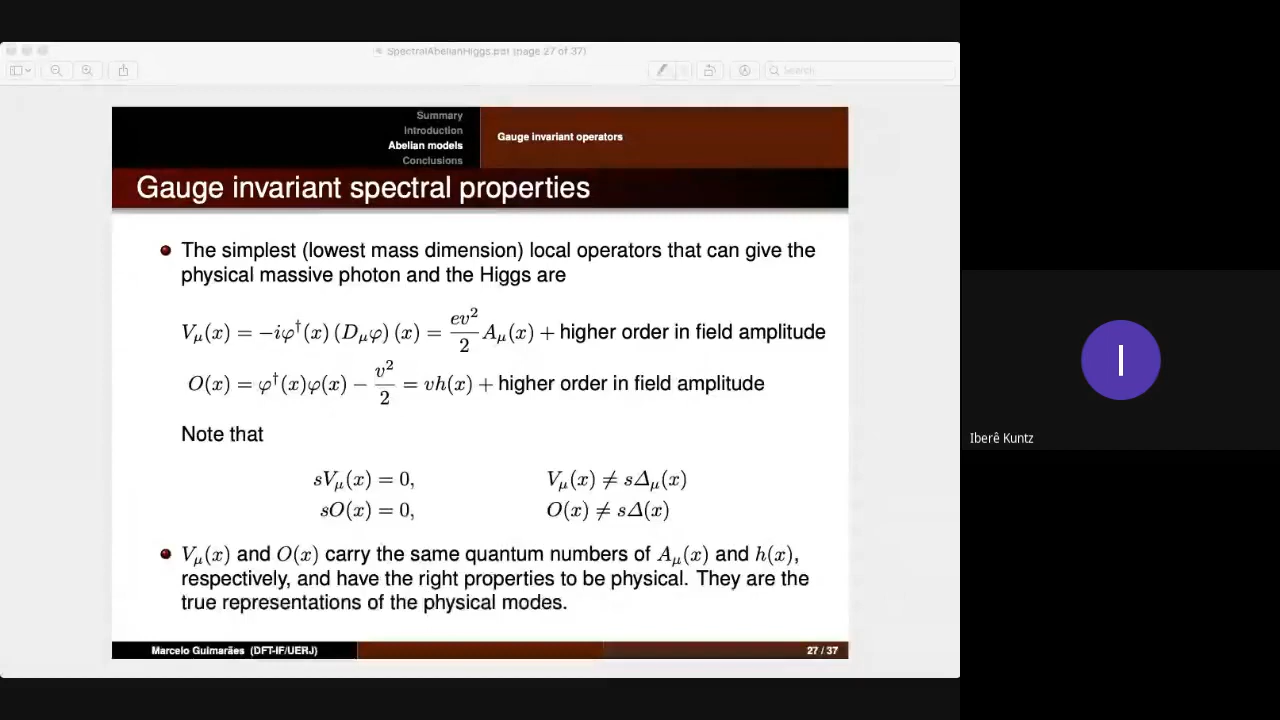 SpectralAbelianHiggs.pdf (page 27 of 37)
Search
Summary
Introduction
Abelian models
Conclusions
Gauge invariant operators
Gauge invariant spectral properties
The simplest (lowest mass dimension) local operators that can give the
physical massive photon and the Higgs are
V_μ(x) = −iφ†(x) (D_μφ) (x) = ev²/2 A_μ(x) + higher order in field amplitude
O(x) = φ†(x)φ(x) − v²/2 = vh(x) + higher order in field amplitude
Note that
sV_μ(x) = 0, V_μ(x) ≠ sΔ_μ(x)
sO(x) = 0, O(x) ≠ sΔ(x)
V_μ(x) and O(x) carry the same quantum numbers of A_μ(x) and h(x),
respectively, and have the right properties to be physical. They are the
true representations of the physical modes.
Marcelo Guimarães (DFT-IF/UERJ)
27 / 37
I
Iberê Kuntz